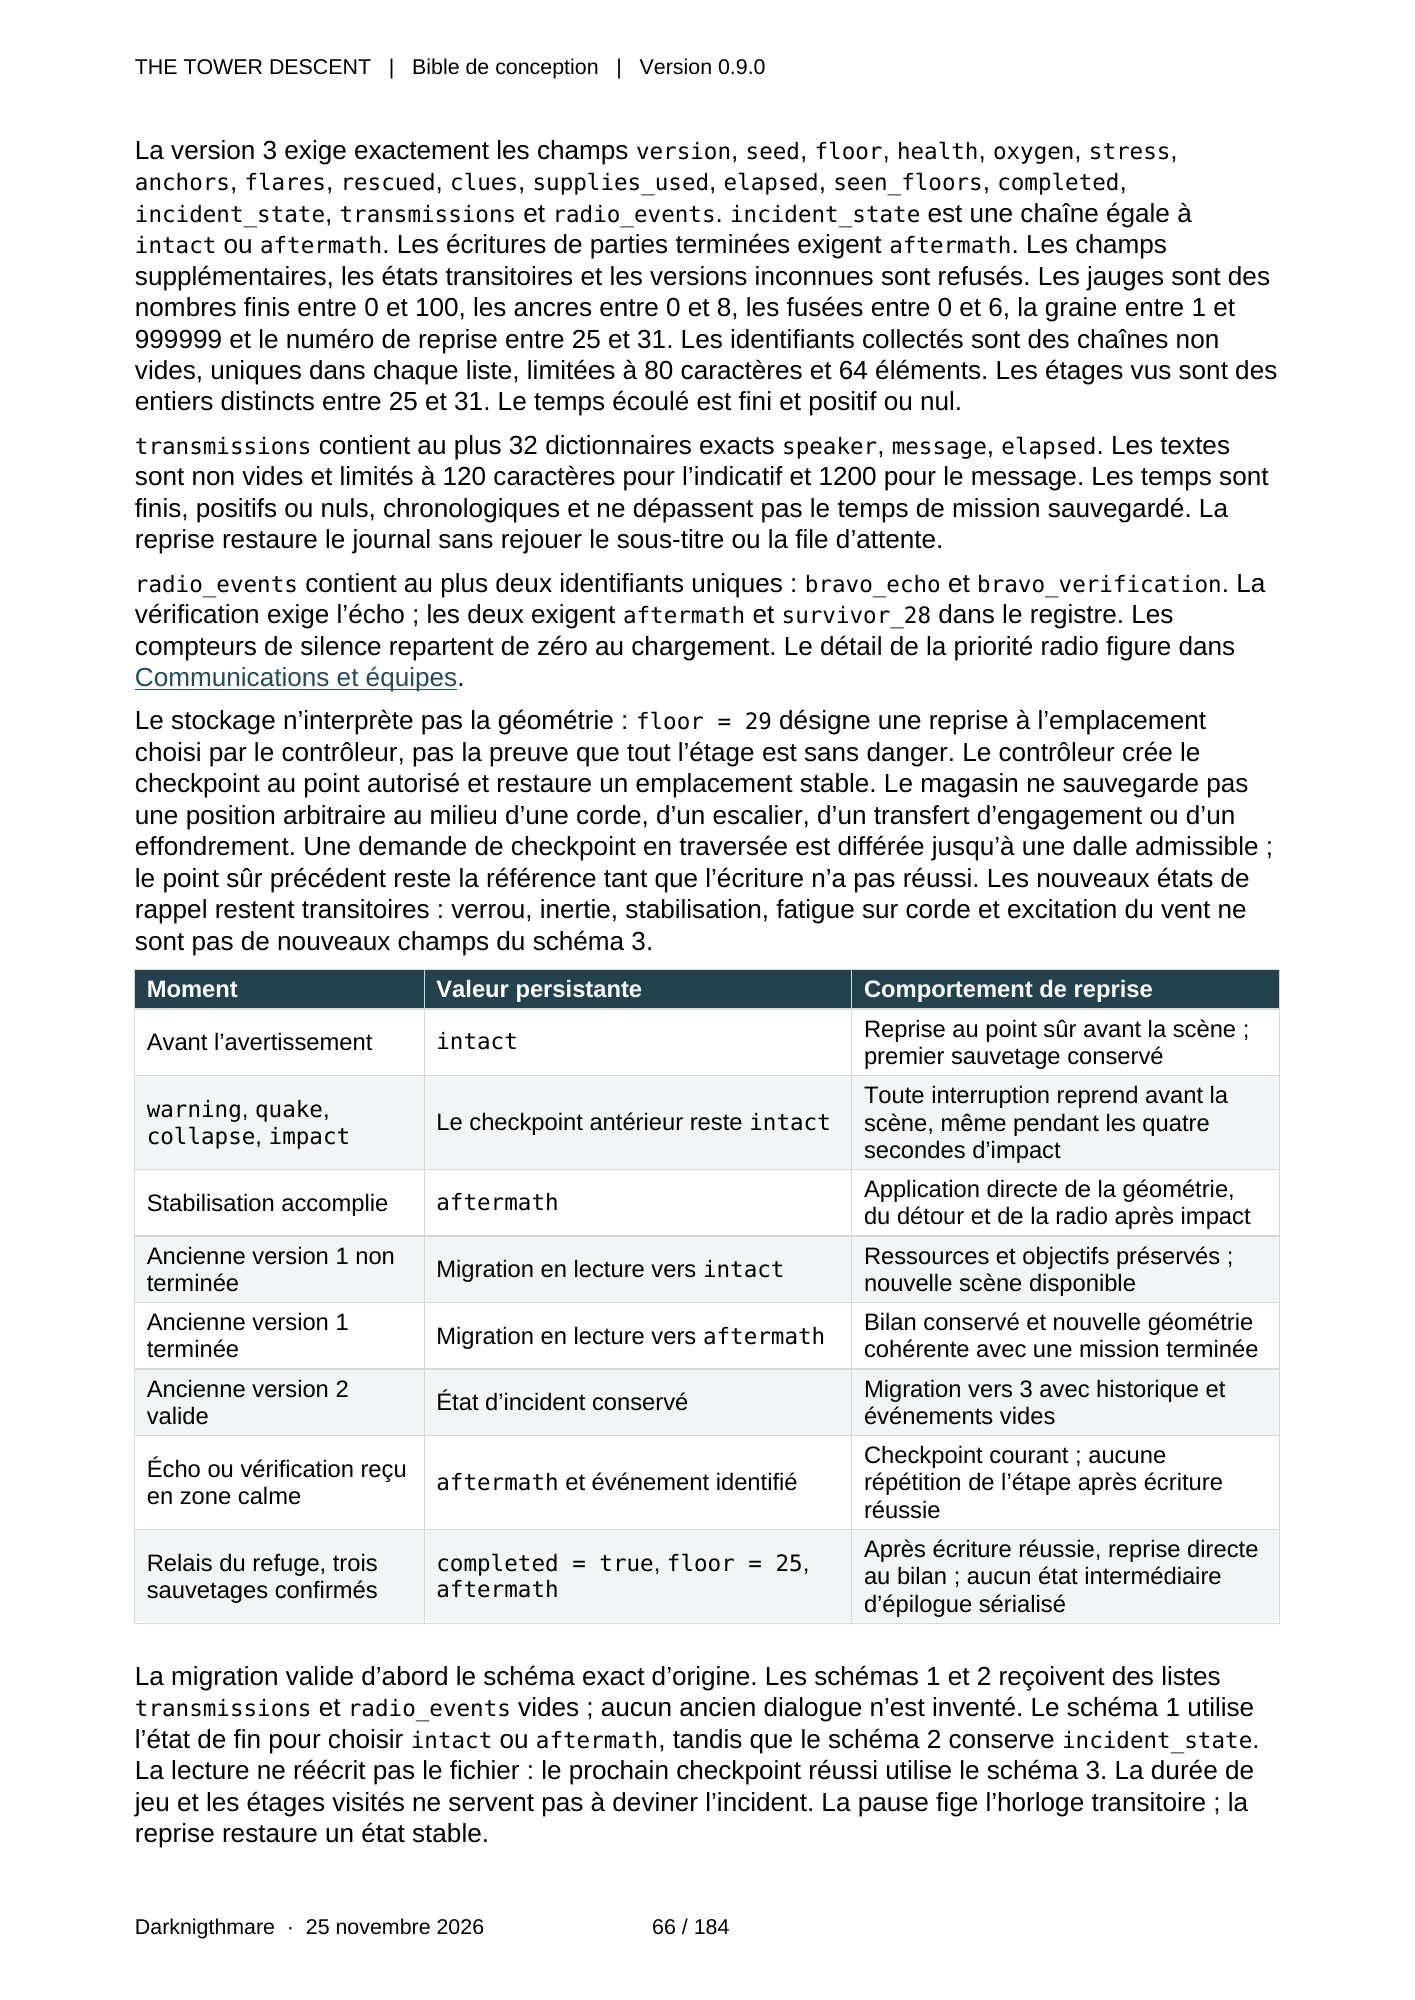 THE TOWER DESCENT | Bible de conception | Version 0.9.0
La version 3 exige exactement les champs version, seed, floor, health, oxygen, stress,
anchors, flares, rescued, clues, supplies_used, elapsed, seen_floors, completed,
incident_state, transmissions et radio_events. incident_state est une chaîne égale à
intact ou aftermath. Les écritures de parties terminées exigent aftermath. Les champs
supplémentaires, les états transitoires et les versions inconnues sont refusés. Les jauges sont des
nombres finis entre 0 et 100, les ancres entre 0 et 8, les fusées entre 0 et 6, la graine entre 1 et
999999 et le numéro de reprise entre 25 et 31. Les identifiants collectés sont des chaînes non
vides, uniques dans chaque liste, limitées à 80 caractères et 64 éléments. Les étages vus sont des
entiers distincts entre 25 et 31. Le temps écoulé est fini et positif ou nul.
transmissions contient au plus 32 dictionnaires exacts speaker, message, elapsed. Les textes
sont non vides et limités à 120 caractères pour l’indicatif et 1200 pour le message. Les temps sont
finis, positifs ou nuls, chronologiques et ne dépassent pas le temps de mission sauvegardé. La
reprise restaure le journal sans rejouer le sous-titre ou la file d’attente.
radio_events contient au plus deux identifiants uniques : bravo_echo et bravo_verification. La
vérification exige l’écho ; les deux exigent aftermath et survivor_28 dans le registre. Les
compteurs de silence repartent de zéro au chargement. Le détail de la priorité radio figure dans
Communications et équipes.
Le stockage n’interprète pas la géométrie : floor = 29 désigne une reprise à l’emplacement
choisi par le contrôleur, pas la preuve que tout l’étage est sans danger. Le contrôleur crée le
checkpoint au point autorisé et restaure un emplacement stable. Le magasin ne sauvegarde pas
une position arbitraire au milieu d’une corde, d’un escalier, d’un transfert d’engagement ou d’un
effondrement. Une demande de checkpoint en traversée est différée jusqu’à une dalle admissible ;
le point sûr précédent reste la référence tant que l’écriture n’a pas réussi. Les nouveaux états de
rappel restent transitoires : verrou, inertie, stabilisation, fatigue sur corde et excitation du vent ne
sont pas de nouveaux champs du schéma 3.
Moment
Valeur persistante
Comportement de reprise
Avant l’avertissement
intact
Reprise au point sûr avant la scène ;
premier sauvetage conservé
warning, quake,
collapse, impact
Le checkpoint antérieur reste intact
Toute interruption reprend avant la
scène, même pendant les quatre
secondes d’impact
Stabilisation accomplie
aftermath
Application directe de la géométrie,
du détour et de la radio après impact
Ancienne version 1 non
terminée
Migration en lecture vers intact
Ressources et objectifs préservés ;
nouvelle scène disponible
Ancienne version 1
terminée
Migration en lecture vers aftermath
Bilan conservé et nouvelle géométrie
cohérente avec une mission terminée
Ancienne version 2
valide
État d’incident conservé
Migration vers 3 avec historique et
événements vides
Écho ou vérification reçu
en zone calme
aftermath et événement identifié
Checkpoint courant ; aucune
répétition de l’étape après écriture
réussie
Relais du refuge, trois
sauvetages confirmés
completed = true, floor = 25,
aftermath
Après écriture réussie, reprise directe
au bilan ; aucun état intermédiaire
d’épilogue sérialisé
La migration valide d’abord le schéma exact d’origine. Les schémas 1 et 2 reçoivent des listes
transmissions et radio_events vides ; aucun ancien dialogue n’est inventé. Le schéma 1 utilise
l’état de fin pour choisir intact ou aftermath, tandis que le schéma 2 conserve incident_state.
La lecture ne réécrit pas le fichier : le prochain checkpoint réussi utilise le schéma 3. La durée de
jeu et les étages visités ne servent pas à deviner l’incident. La pause fige l’horloge transitoire ; la
reprise restaure un état stable.
Darknigthmare · 25 novembre 2026
66 / 184